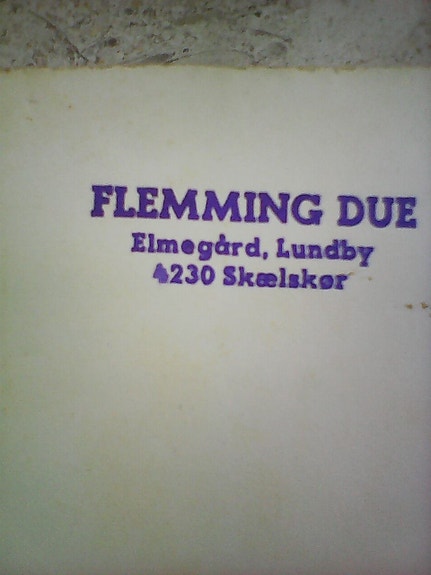 FLEMMING DUE
Elmegård, Lundby
4230 Skælskør